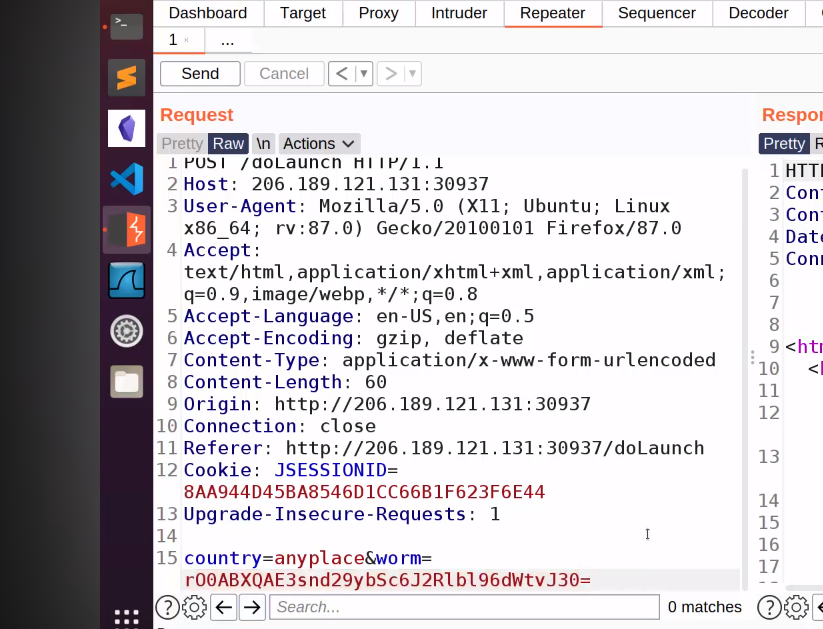 Dashboard Target Proxy Intruder Repeater Sequencer Decoder
1 × ...
Send Cancel < ▼ > ▼
Request
Respon
Pretty Raw \n Actions
Pretty R
1 POST /doLaunch HTTP/1.1
2 Host: 206.189.121.131:30937
3 User-Agent: Mozilla/5.0 (X11; Ubuntu; Linux
x86_64; rv:87.0) Gecko/20100101 Firefox/87.0
4 Accept:
text/html,application/xhtml+xml,application/xml;
q=0.9,image/webp,*/*;q=0.8
5 Accept-Language: en-US,en;q=0.5
6 Accept-Encoding: gzip, deflate
7 Content-Type: application/x-www-form-urlencoded
8 Content-Length: 60
9 Origin: http://206.189.121.131:30937
10 Connection: close
11 Referer: http://206.189.121.131:30937/doLaunch
12 Cookie: JSESSIONID=
8AA944D45BA8546D1CC66B1F623F6E44
13 Upgrade-Insecure-Requests: 1
14
15 country=anyplace&worm=
rO0ABXQAE3snd29ybSc6J2Rlbl96dWtvJ30=
1 HTT
2 Con
3 Con
4 Date
5 Con
6
7
8
9 <htm
10 <
11
12
13
14
15
16
17
? Search... 0 matches ?